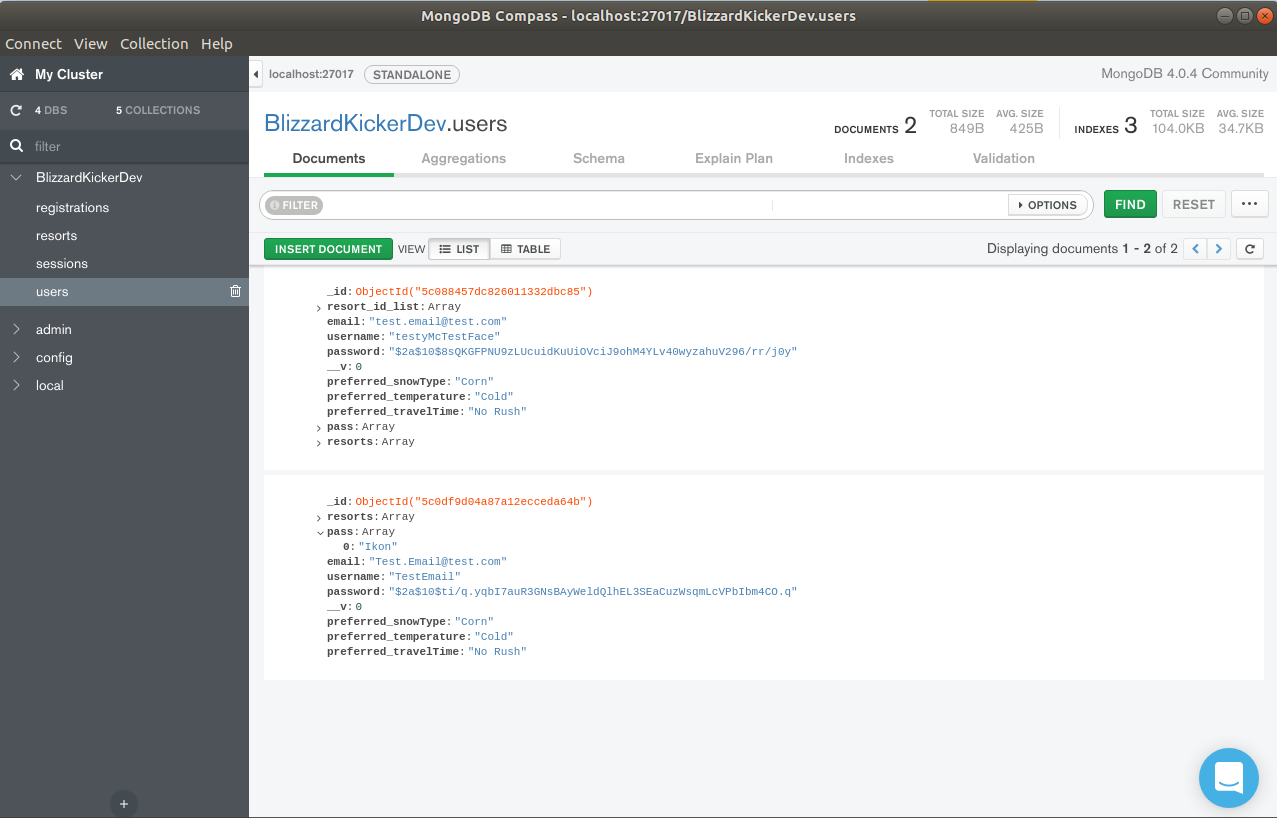 MongoDB Compass - localhost:27017/BlizzardKickerDev.users
Connect View Collection Help
My Cluster
localhost:27017 STANDALONE MongoDB 4.0.4 Community
4 DBS 5 COLLECTIONS
filter
BlizzardKickerDev
registrations
resorts
sessions
users
admin
config
local
BlizzardKickerDev.users
DOCUMENTS 2 TOTAL SIZE 849B AVG. SIZE 425B INDEXES 3 TOTAL SIZE 104.0KB AVG. SIZE 34.7KB
Documents Aggregations Schema Explain Plan Indexes Validation
FILTER OPTIONS FIND RESET ...
INSERT DOCUMENT VIEW LIST TABLE Displaying documents 1 - 2 of 2
_id: ObjectId("5c088457dc826011332dbc85")
resort_id_list: Array
email: "test.email@test.com"
username: "testyMcTestFace"
password: "$2a$10$8sQKGFPNU9zLUcuidKuUiOVciJ9ohM4YLv40wyzahuV296/rr/j0y"
__v: 0
preferred_snowType: "Corn"
preferred_temperature: "Cold"
preferred_travelTime: "No Rush"
pass: Array
resorts: Array
_id: ObjectId("5c0df9d04a87a12ecceda64b")
resorts: Array
pass: Array
0: "Ikon"
email: "Test.Email@test.com"
username: "TestEmail"
password: "$2a$10$ti/q.yqbI7auR3GNsBAyWeldQlhEL3SEaCuzWsqmLcVPbIbm4CO.q"
__v: 0
preferred_snowType: "Corn"
preferred_temperature: "Cold"
preferred_travelTime: "No Rush"